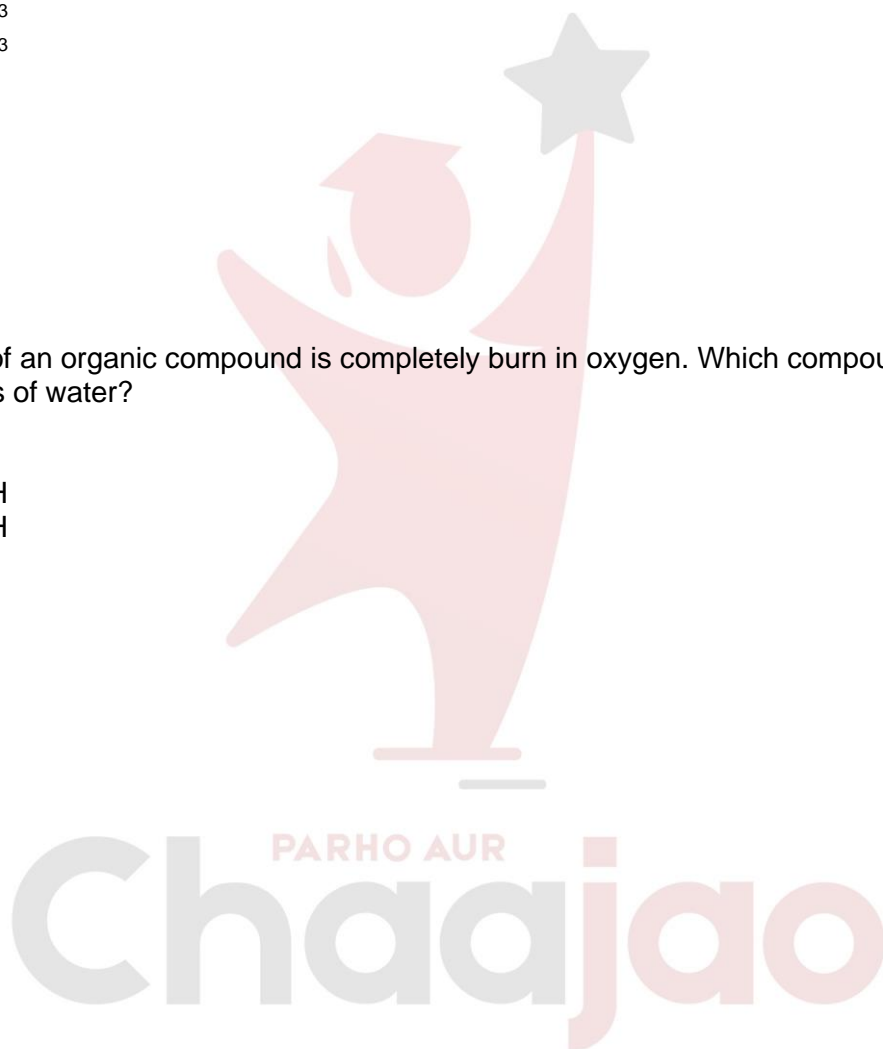 3
3
of an organic compound is completely burn in oxygen. Which compou
s of water?
H
H
PARHO AUR
Chaajao